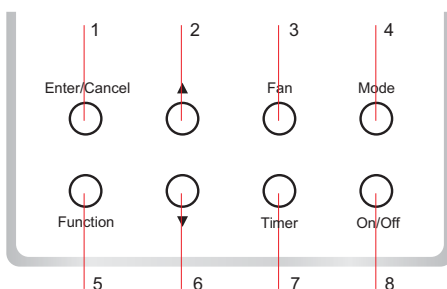 1 2 3 4
Enter/Cancel ▲ Fan Mode
Function ▼ Timer On/Off
5 6 7 8